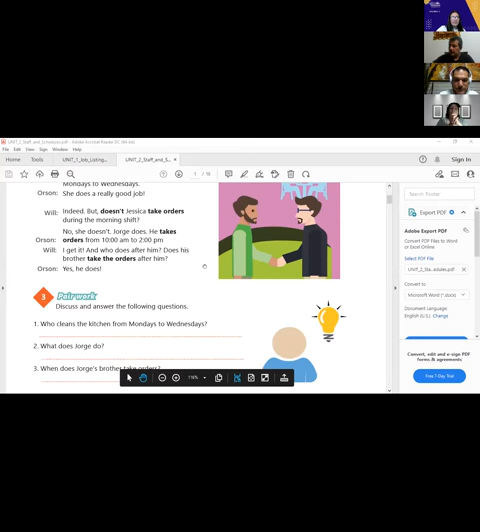 UNIT_2_Staff_and_Schedules.pdf - Adobe Acrobat Reader DC (64-bit)
File Edit View Sign Window Help
Home Tools UNIT_1_Job_Listing... UNIT_2_Staff_and_S... × Sign In
1 / 16
Mondays to Wednesdays.
Orson: She does a really good job!
Will: Indeed. But, doesn't Jessica take orders
during the morning shift?
No, she doesn't. Jorge does. He takes
Orson: orders from 10:00 am to 2:00 pm
Will: I get it! And who does after him? Does his
brother take the orders after him?
Orson: Yes, he does!
3 Pair work
Discuss and answer the following questions.
1. Who cleans the kitchen from Mondays to Wednesdays?
2. What does Jorge do?
3. When does Jorge's brother take orders?
116%
Export PDF
Adobe Export PDF
Convert PDF Files to Word
or Excel Online
Select PDF File
UNIT_2_Sta...edules.pdf ×
Convert to
Microsoft Word (*.docx)
Document Language:
English (U.S.) Change
Convert, edit and e-sign PDF
forms & agreements
Free 7-Day Trial